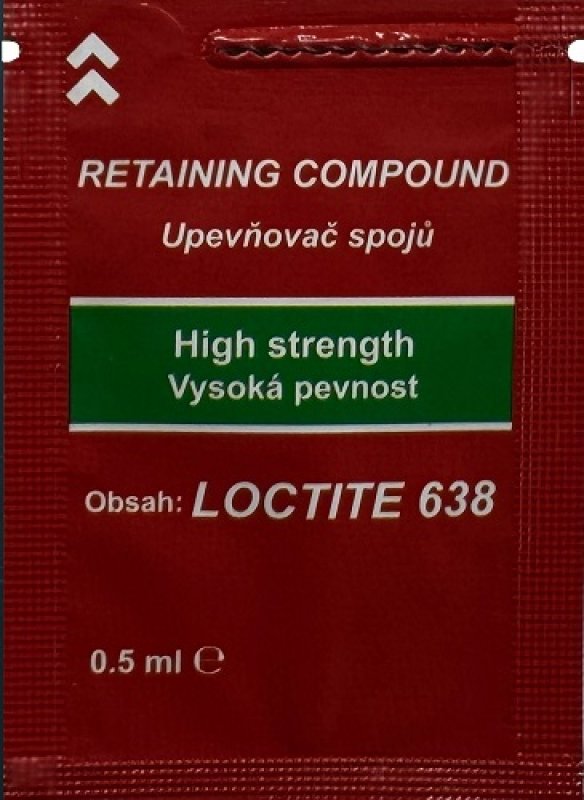 RETAINING COMPOUND
Upevňovač spojů
High strength
Vysoká pevnost
Obsah: LOCTITE 638
0.5 ml ℮